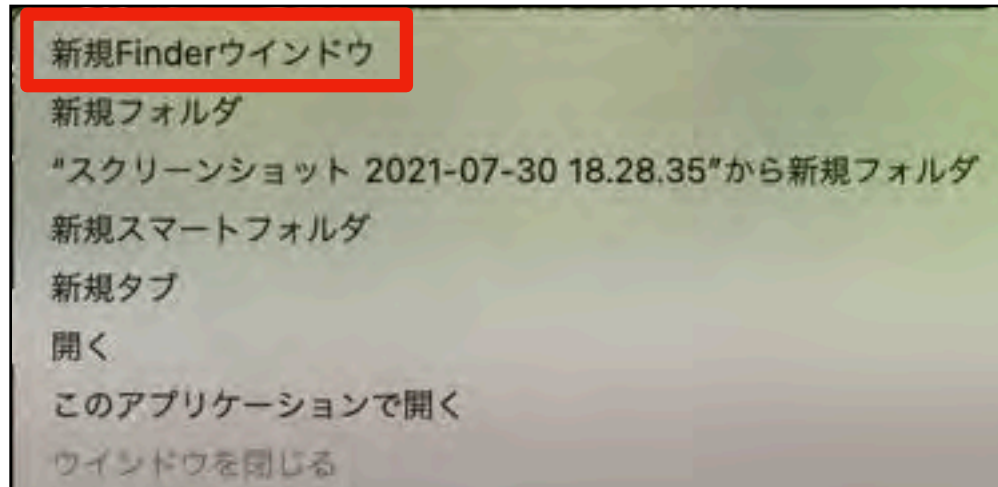 新規Finderウインドウ
新規フォルダ
"スクリーンショット 2021-07-30 18.28.35"から新規フォルダ
新規スマートフォルダ
新規タブ
開く
このアプリケーションで開く
ウインドウを閉じる